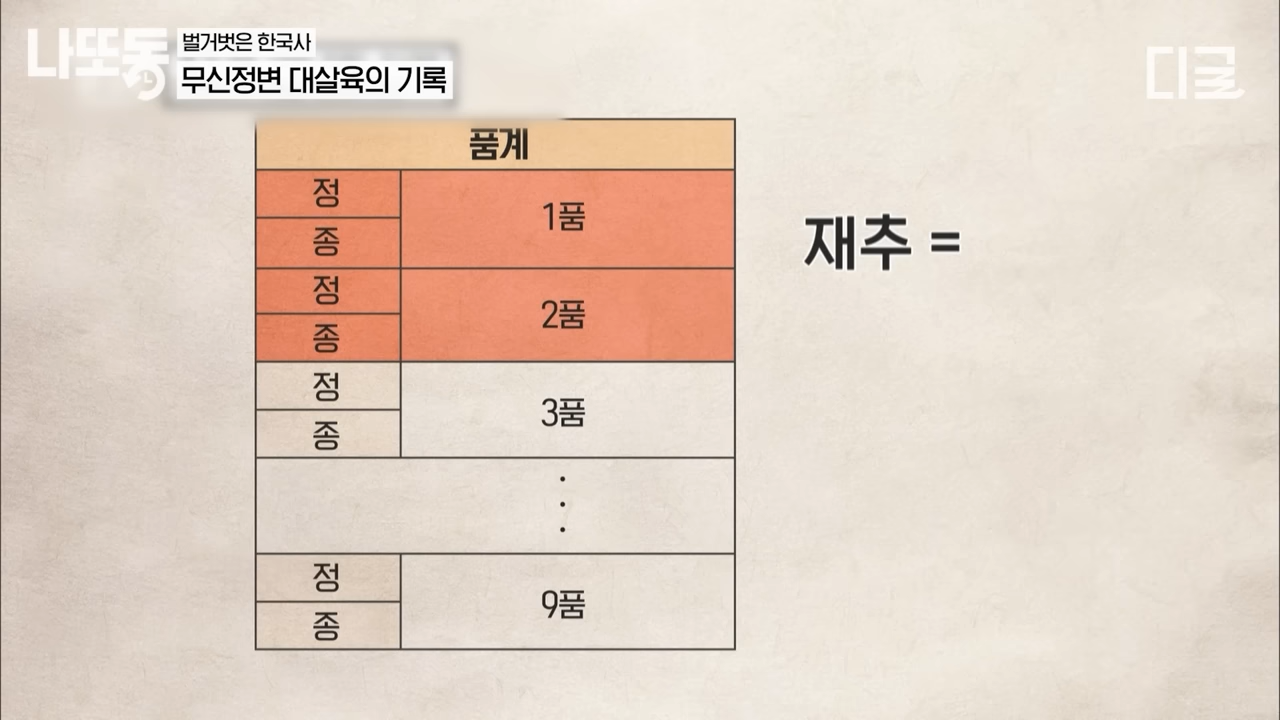 나또동
벌거벗은 한국사
무신정변 대살육의 기록
디글
품계
정
1품
종
재추 =
정
2품
종
정
3품
종
정
9품
종